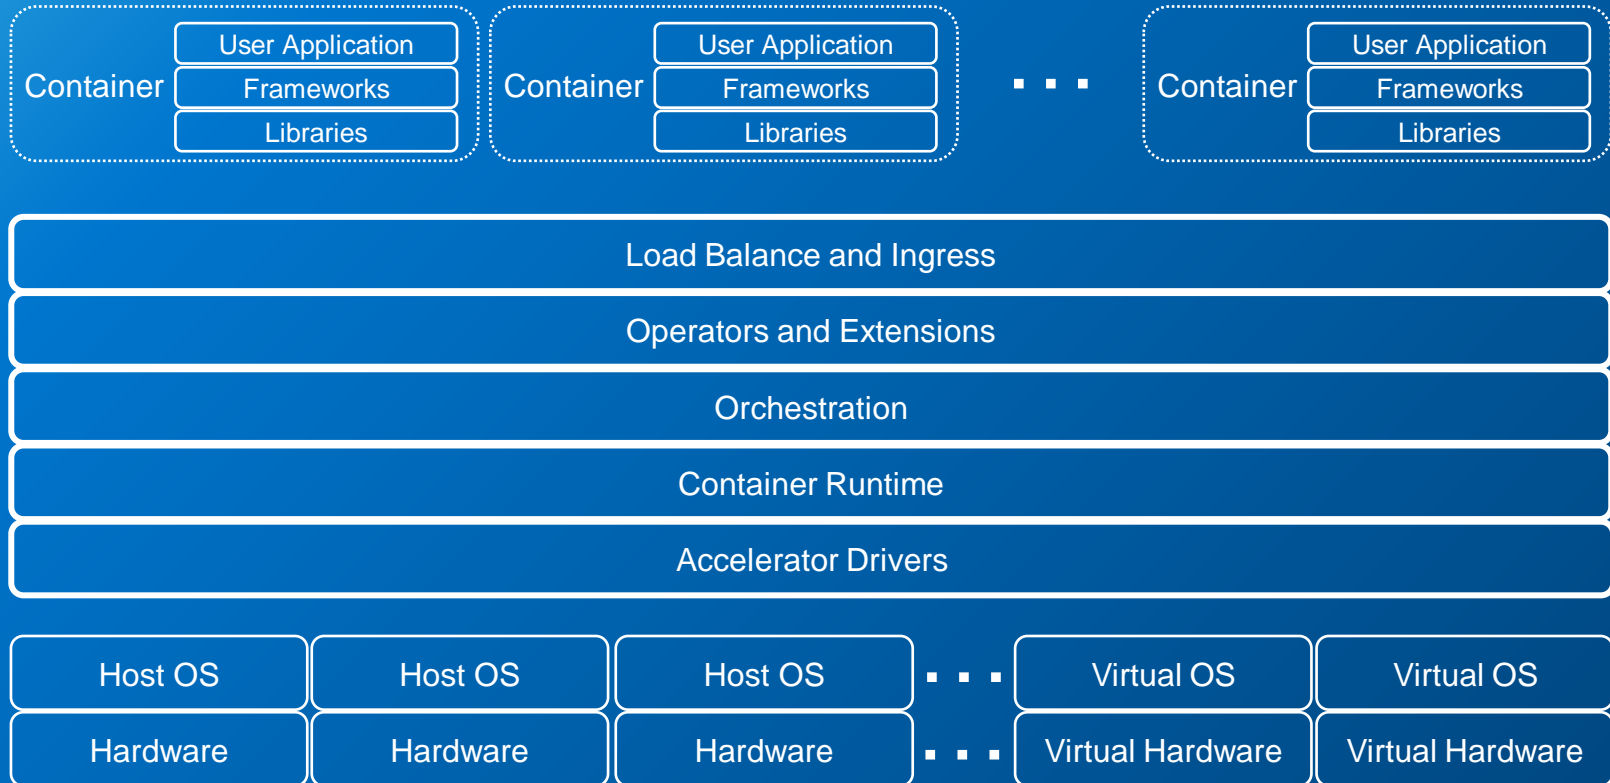 Container
User Application
Frameworks
Libraries
Container
User Application
Frameworks
Libraries
Container
User Application
Frameworks
Libraries
Load Balance and Ingress
Operators and Extensions
Orchestration
Container Runtime
Accelerator Drivers
Host OS
Host OS
Host OS
Virtual OS
Virtual OS
Hardware
Hardware
Hardware
Virtual Hardware
Virtual Hardware